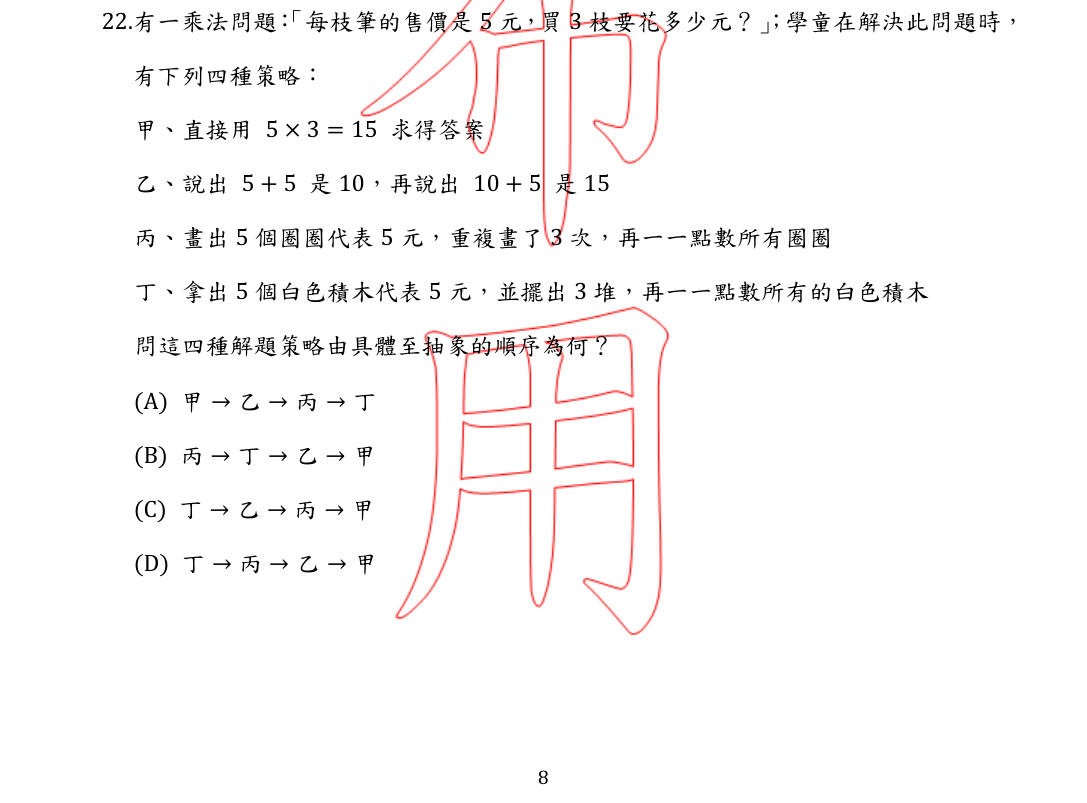 22.有一乘法問題：「每枝筆的售價是 5 元，買 3 枝要花多少元？」；學童在解決此問題時，
有下列四種策略：
甲、直接用 5 × 3 = 15 求得答案
乙、說出 5 + 5 是 10，再說出 10 + 5 是 15
丙、畫出 5 個圈圈代表 5 元，重複畫了 3 次，再一一點數所有圈圈
丁、拿出 5 個白色積木代表 5 元，並擺出 3 堆，再一一點數所有的白色積木
問這四種解題策略由具體至抽象的順序為何？
(A) 甲 → 乙 → 丙 → 丁
(B) 丙 → 丁 → 乙 → 甲
(C) 丁 → 乙 → 丙 → 甲
(D) 丁 → 丙 → 乙 → 甲
用
8